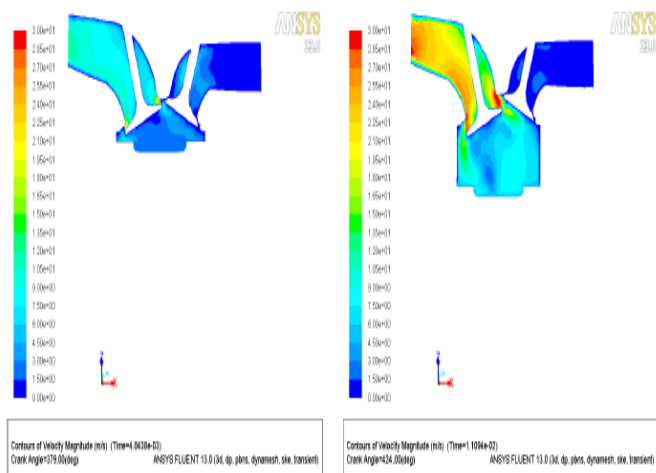 ANSYS
13.0
3.00e+01
2.85e+01
2.70e+01
2.55e+01
2.40e+01
2.25e+01
2.10e+01
1.95e+01
1.80e+01
1.65e+01
1.50e+01
1.35e+01
1.20e+01
1.05e+01
9.00e+00
7.50e+00
6.00e+00
4.50e+00
3.00e+00
1.50e+00
0.00e+00
Z
X
Contours of Velocity Magnitude (m/s) (Time=4.8438e-03)
Crank Angle=379.00(deg) ANSYS FLUENT 13.0 (3d, dp, pbns, dynamesh, ske, transient)
ANSYS
13.0
3.00e+01
2.85e+01
2.70e+01
2.55e+01
2.40e+01
2.25e+01
2.10e+01
1.95e+01
1.80e+01
1.65e+01
1.50e+01
1.35e+01
1.20e+01
1.05e+01
9.00e+00
7.50e+00
6.00e+00
4.50e+00
3.00e+00
1.50e+00
0.00e+00
Z
X
Contours of Velocity Magnitude (m/s) (Time=1.1094e-02)
Crank Angle=424.00(deg) ANSYS FLUENT 13.0 (3d, dp, pbns, dynamesh, ske, transient)